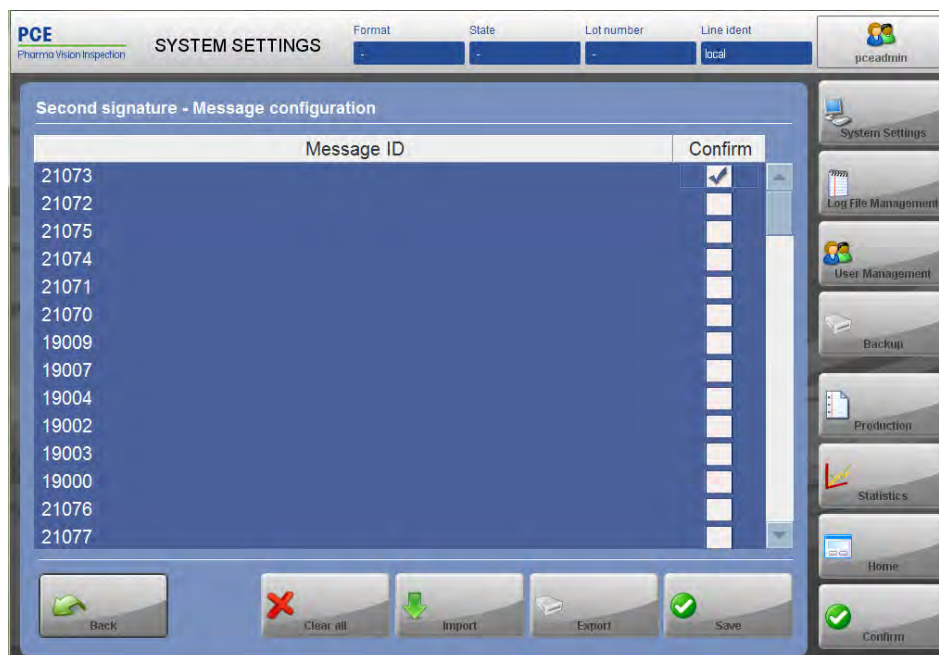 PCE
Pharma Vision Inspection
SYSTEM SETTINGS
Format
-
State
-
Lot number
-
Line ident
local
pceadmin
Second signature - Message configuration
Message ID Confirm
21073
21072
21075
21074
21071
21070
19009
19007
19004
19002
19003
19000
21076
21077
Back
Clear all
Import
Export
Save
System Settings
Log File Management
User Management
Backup
Production
Statistics
Home
Confirm